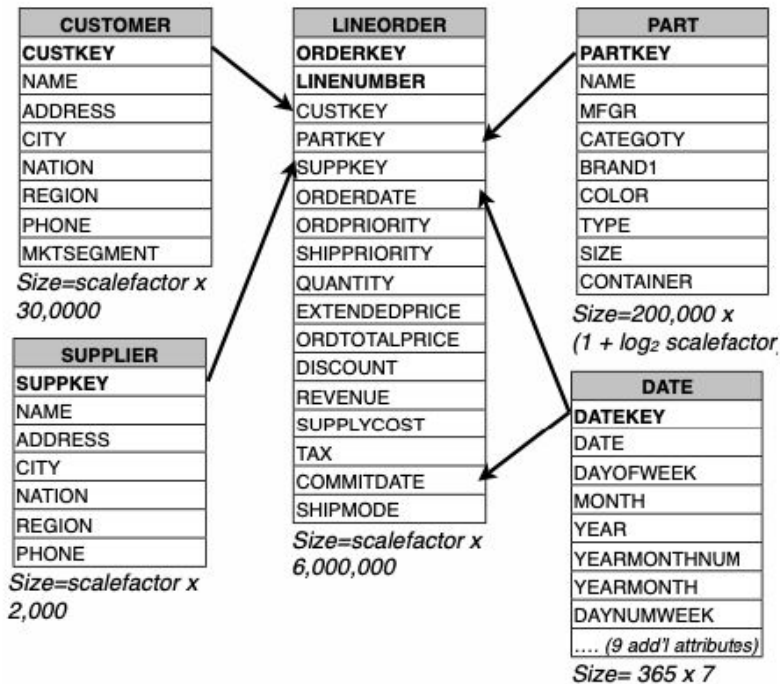 CUSTOMER
CUSTKEY
NAME
ADDRESS
CITY
NATION
REGION
PHONE
MKTSEGMENT
Size=scalefactor x
30,0000
SUPPLIER
SUPPKEY
NAME
ADDRESS
CITY
NATION
REGION
PHONE
Size=scalefactor x
2,000
LINEORDER
ORDERKEY
LINENUMBER
CUSTKEY
PARTKEY
SUPPKEY
ORDERDATE
ORDPRIORITY
SHIPPRIORITY
QUANTITY
EXTENDEDPRICE
ORDTOTALPRICE
DISCOUNT
REVENUE
SUPPLYCOST
TAX
COMMITDATE
SHIPMODE
Size=scalefactor x
6,000,000
PART
PARTKEY
NAME
MFGR
CATEGOTY
BRAND1
COLOR
TYPE
SIZE
CONTAINER
Size=200,000 x
(1 + log₂ scalefactor
DATE
DATEKEY
DATE
DAYOFWEEK
MONTH
YEAR
YEARMONTHNUM
YEARMONTH
DAYNUMWEEK
.... (9 add'l attributes)
Size= 365 x 7